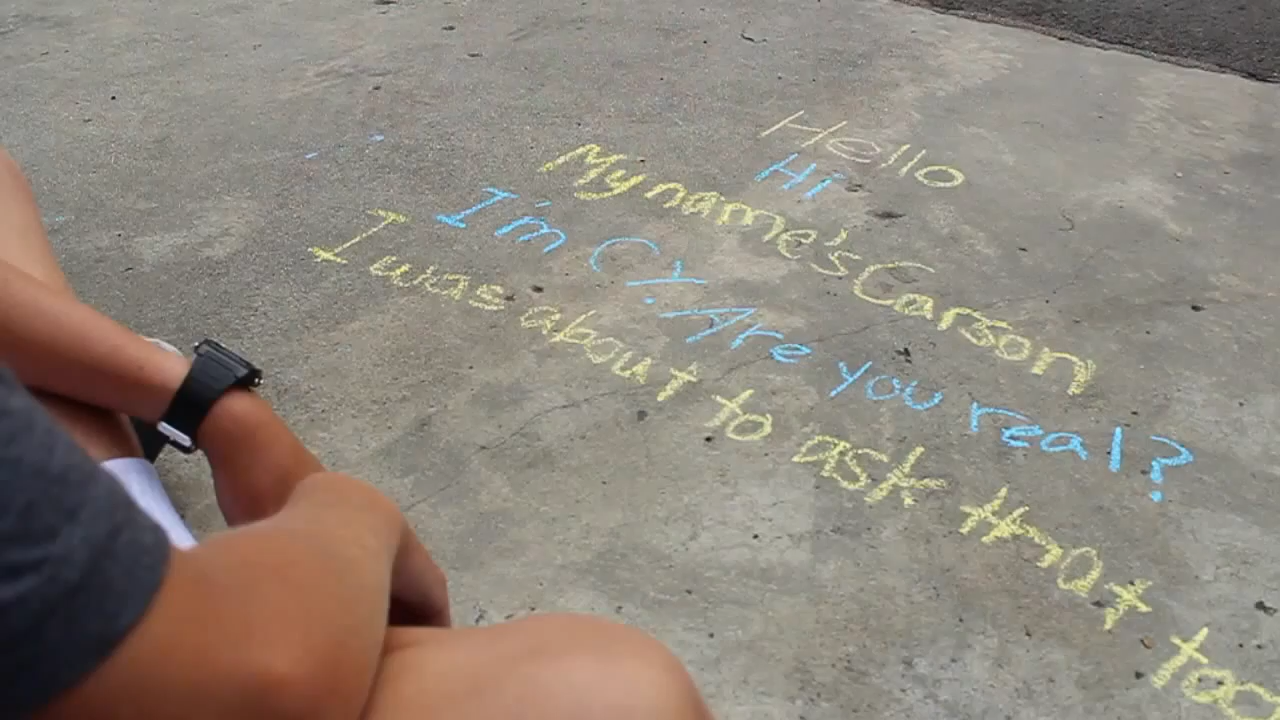 Hello
Hi
My name's Carson
I'm CY. Are you real?
I was about to ask that too